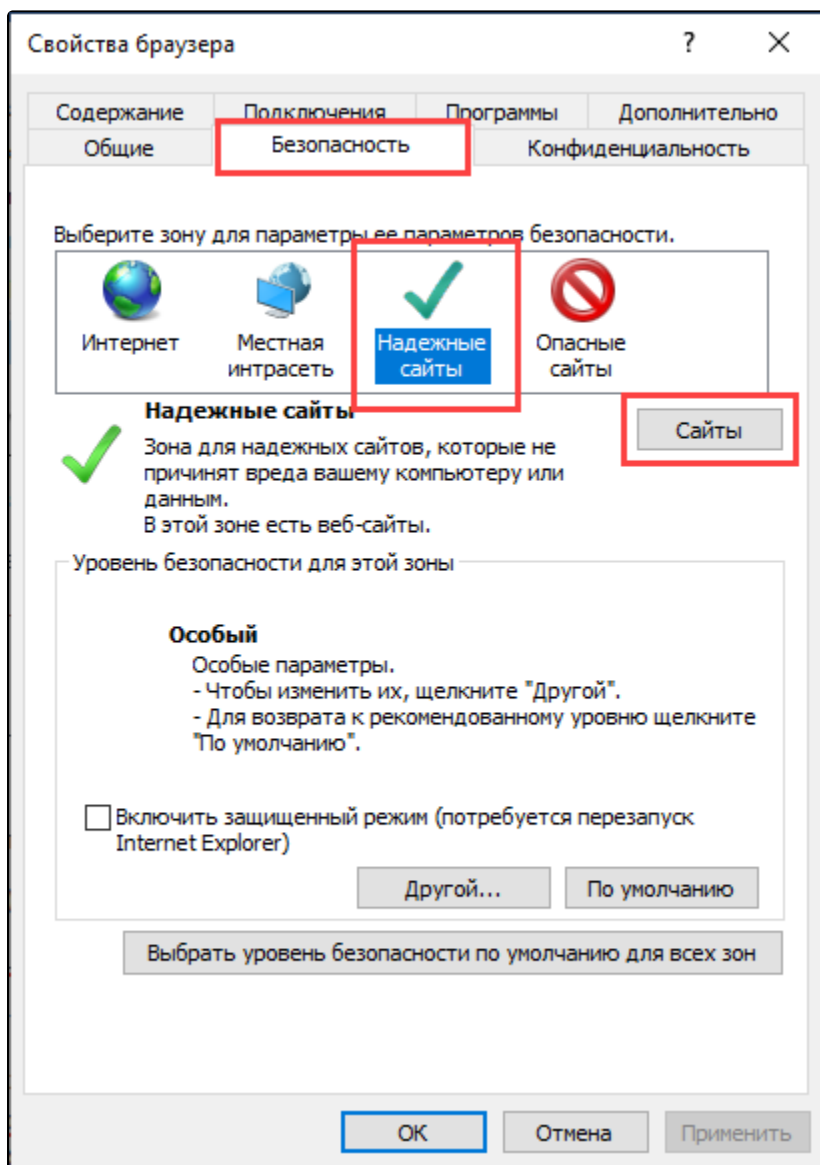 Свойства браузера
Содержание Подключения Программы Дополнительно
Общие Безопасность Конфиденциальность
Выберите зону для параметры ее параметров безопасности.
Интернет
Местная
интрасеть
Надежные
сайты
Опасные
сайты
Надежные сайты
Сайты
Зона для надежных сайтов, которые не
причинят вреда вашему компьютеру или
данным.
В этой зоне есть веб-сайты.
Уровень безопасности для этой зоны
Особый
Особые параметры.
- Чтобы изменить их, щелкните "Другой".
- Для возврата к рекомендованному уровню щелкните
"По умолчанию".
Включить защищенный режим (потребуется перезапуск
Internet Explorer)
Другой... По умолчанию
Выбрать уровень безопасности по умолчанию для всех зон
ОК Отмена Применить